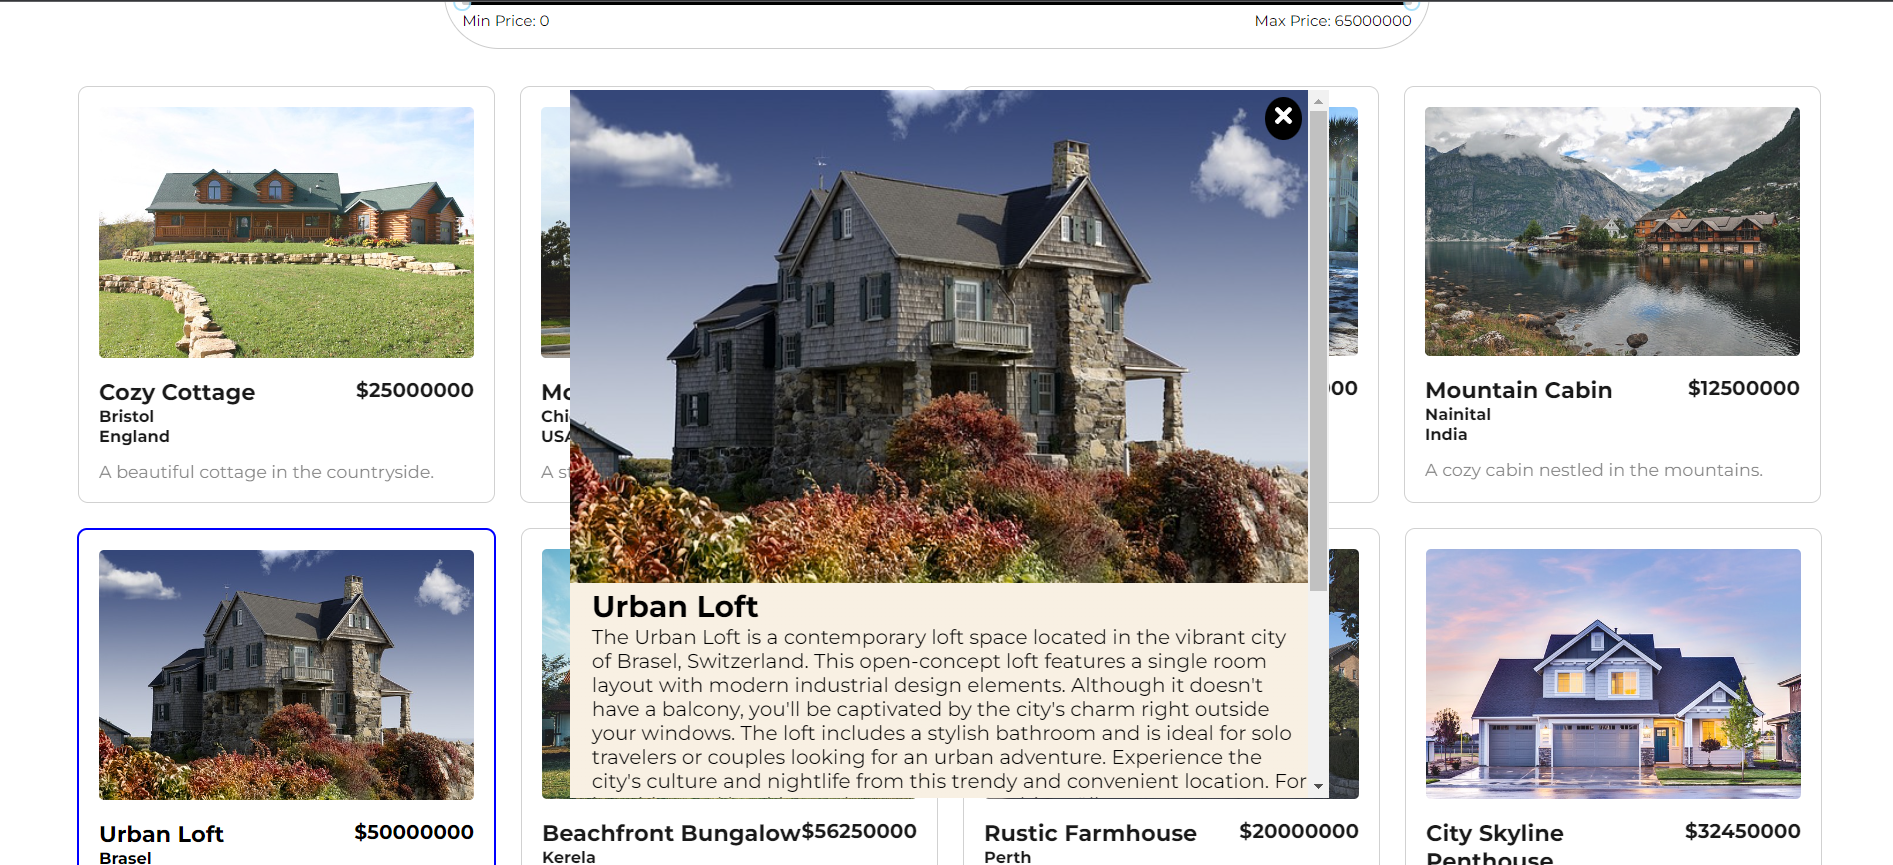 Min Price: 0
Max Price: 65000000
Cozy Cottage
$25000000
Bristol
England
A beautiful cottage in the countryside.
Mountain Cabin
$12500000
Nainital
India
A cozy cabin nestled in the mountains.
Urban Loft
The Urban Loft is a contemporary loft space located in the vibrant city
of Brasel, Switzerland. This open-concept loft features a single room
layout with modern industrial design elements. Although it doesn't
have a balcony, you'll be captivated by the city's charm right outside
your windows. The loft includes a stylish bathroom and is ideal for solo
travelers or couples looking for an urban adventure. Experience the
city's culture and nightlife from this trendy and convenient location. For
Urban Loft
$50000000
Brasel
Beachfront Bungalow
$56250000
Kerela
Rustic Farmhouse
$20000000
Perth
City Skyline
$32450000
Penthouse